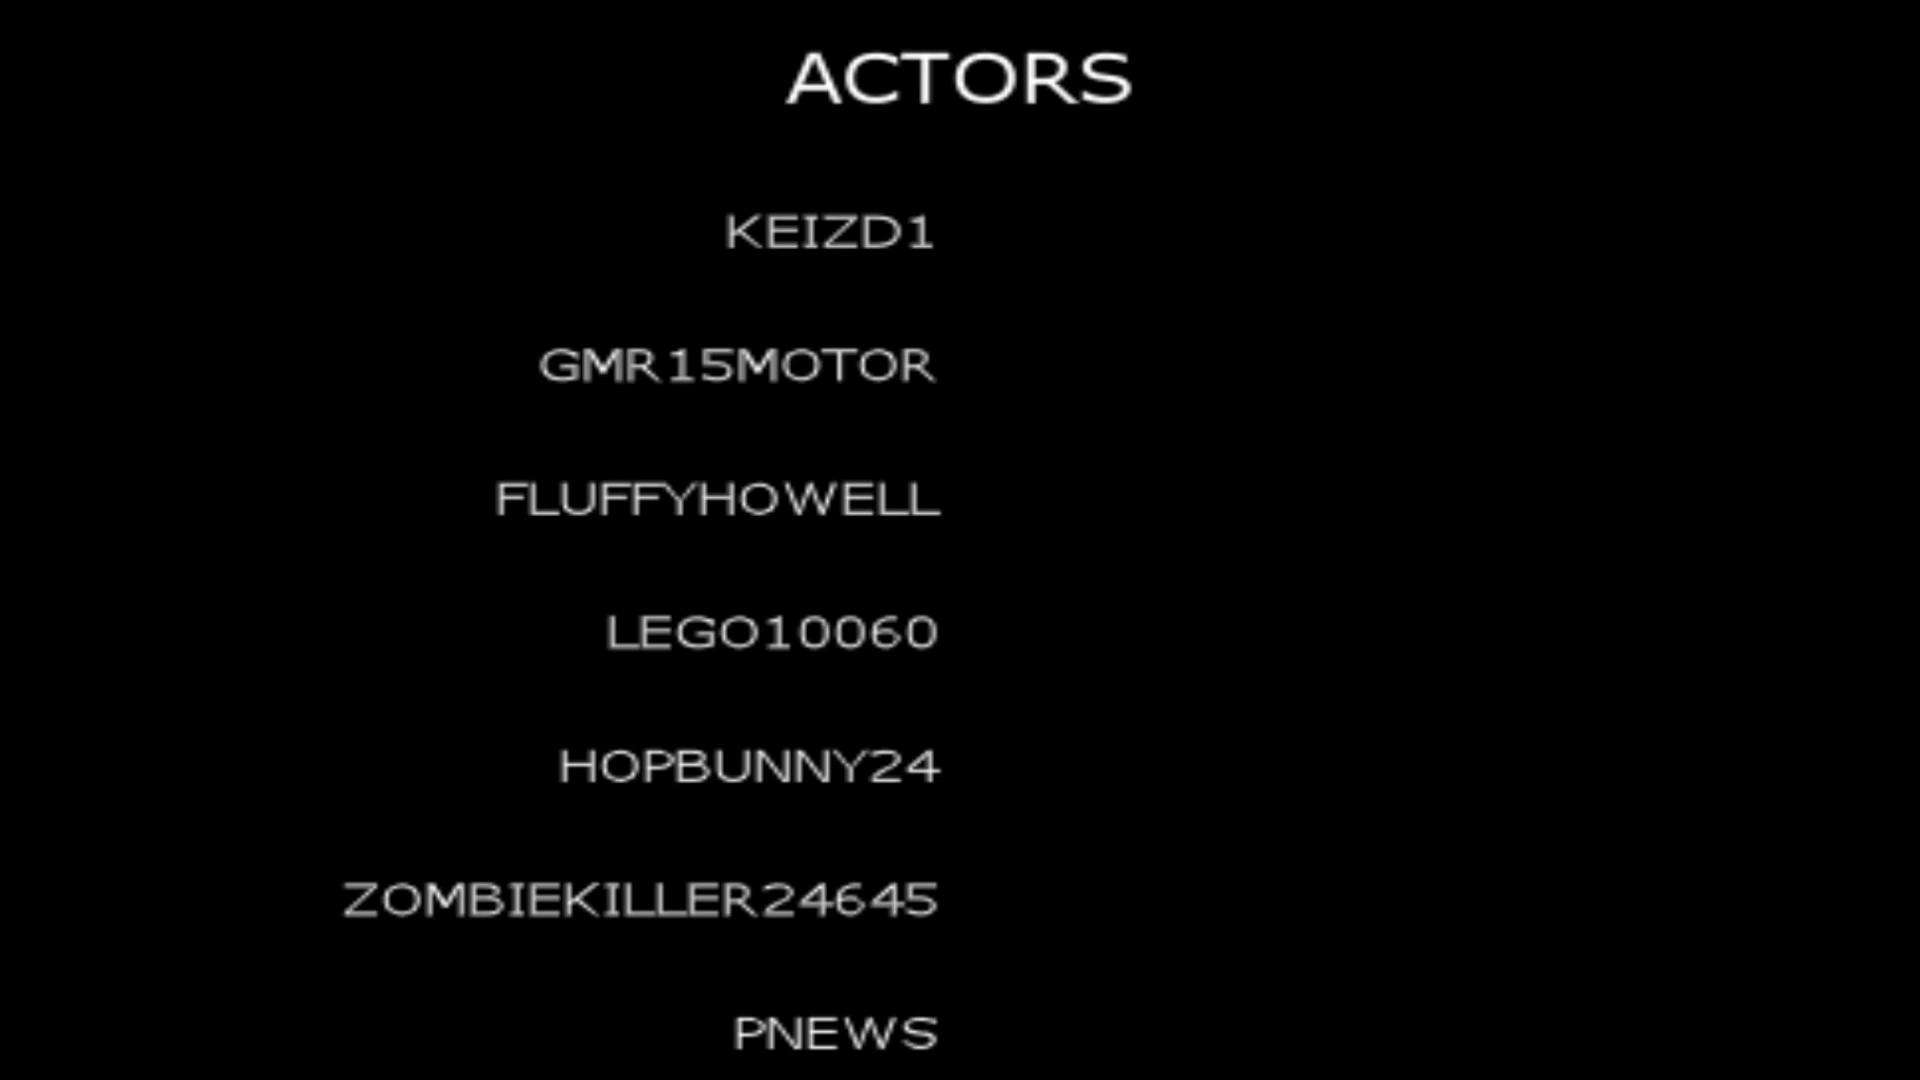 ACTORS
KEIZD1
GMR15MOTOR
FLUFFYHOWELL
LEGO10060
HOPBUNNY24
ZOMBIEKILLER24645
PNEWS